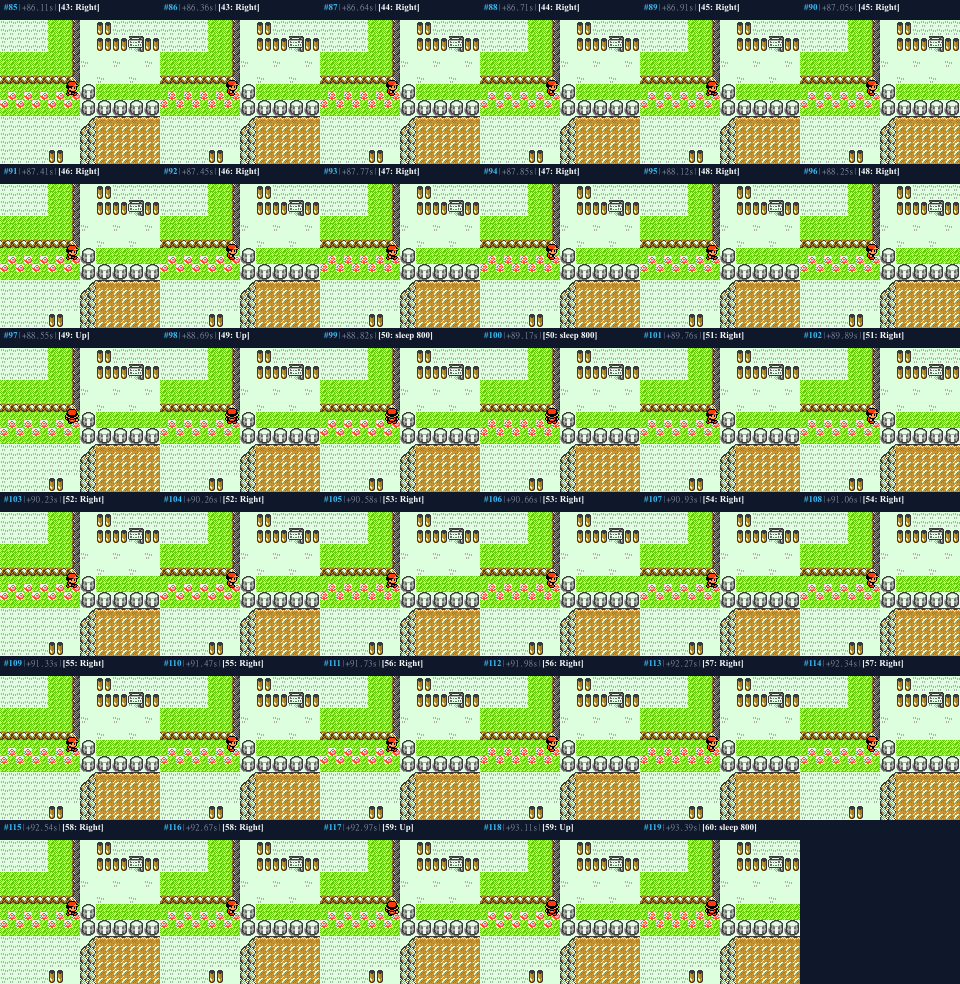 #85|+86.11s|[43: Right] #86|+86.36s|[43: Right] #87|+86.64s|[44: Right] #88|+86.71s|[44: Right] #89|+86.91s|[45: Right] #90|+87.05s|[45: Right]
#91|+87.41s|[46: Right] #92|+87.45s|[46: Right] #93|+87.77s|[47: Right] #94|+87.85s|[47: Right] #95|+88.12s|[48: Right] #96|+88.25s|[48: Right]
#97|+88.55s|[49: Up] #98|+88.69s|[49: Up] #99|+88.82s|[50: sleep 800] #100|+89.17s|[50: sleep 800] #101|+89.76s|[51: Right] #102|+89.89s|[51: Right]
#103|+90.23s|[52: Right] #104|+90.26s|[52: Right] #105|+90.58s|[53: Right] #106|+90.66s|[53: Right] #107|+90.93s|[54: Right] #108|+91.06s|[54: Right]
#109|+91.33s|[55: Right] #110|+91.47s|[55: Right] #111|+91.73s|[56: Right] #112|+91.98s|[56: Right] #113|+92.27s|[57: Right] #114|+92.34s|[57: Right]
#115|+92.54s|[58: Right] #116|+92.67s|[58: Right] #117|+92.97s|[59: Up] #118|+93.11s|[59: Up] #119|+93.39s|[60: sleep 800]